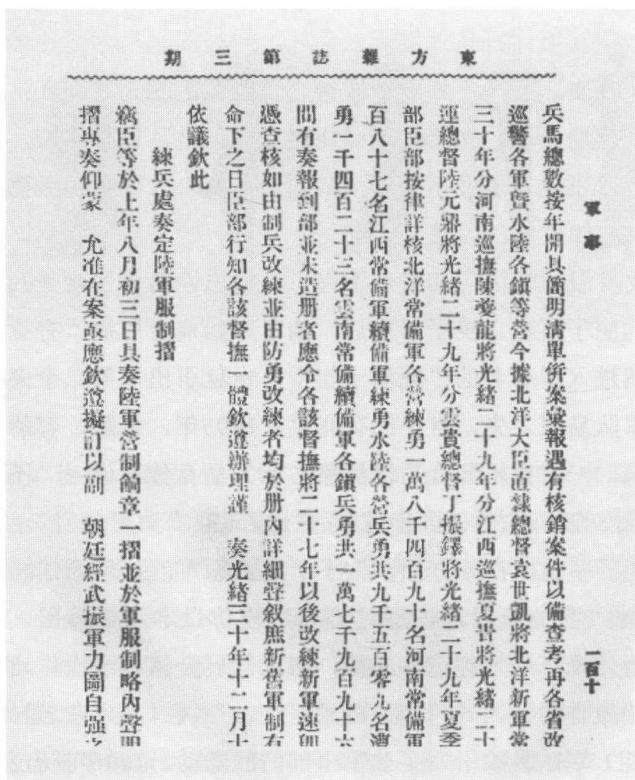 東方雜誌第三期
軍事
一百十
兵馬總數按年開具簡明清單併案彙報遇有核銷案件以備查考再各省改
巡警各軍暨水陸各鎮等營今據北洋大臣直隸總督袁世凱將北洋新軍常
三十年分河南巡撫陳夔龍將光緒二十九年分江西巡撫夏旹將光緒二十
運總督陸元鼎將光緒二十九年分雲貴總督丁振鐸將光緒二十九年夏季
部臣部按律詳核北洋常備軍各營練勇一萬八千四百九十名河南常備軍
百八十七名江西常備軍續備軍練勇水陸各營兵勇共九千五百零九名漕
勇一千四百二十三名雲南常備續備軍各鎮兵勇共一萬七千九百九十六
間有奏報到部並未造册者應令各該督撫將二十七年以後改練新軍速卽
憑查核如由制兵改練並由防勇改練者均於册內詳細聲敘庶新舊軍制有
命下之日臣部行知各該督撫一體欽遵辦理謹 奏光緒三十年十二月十
依議欽此
練兵處奏定陸軍服制摺
竊臣等於上年八月初三日具奏陸軍營制餉章一摺並於軍服制略內聲明
摺專奏仰蒙 允准在案亟應欽遵擬訂以副 朝廷經武振軍力圖自强之